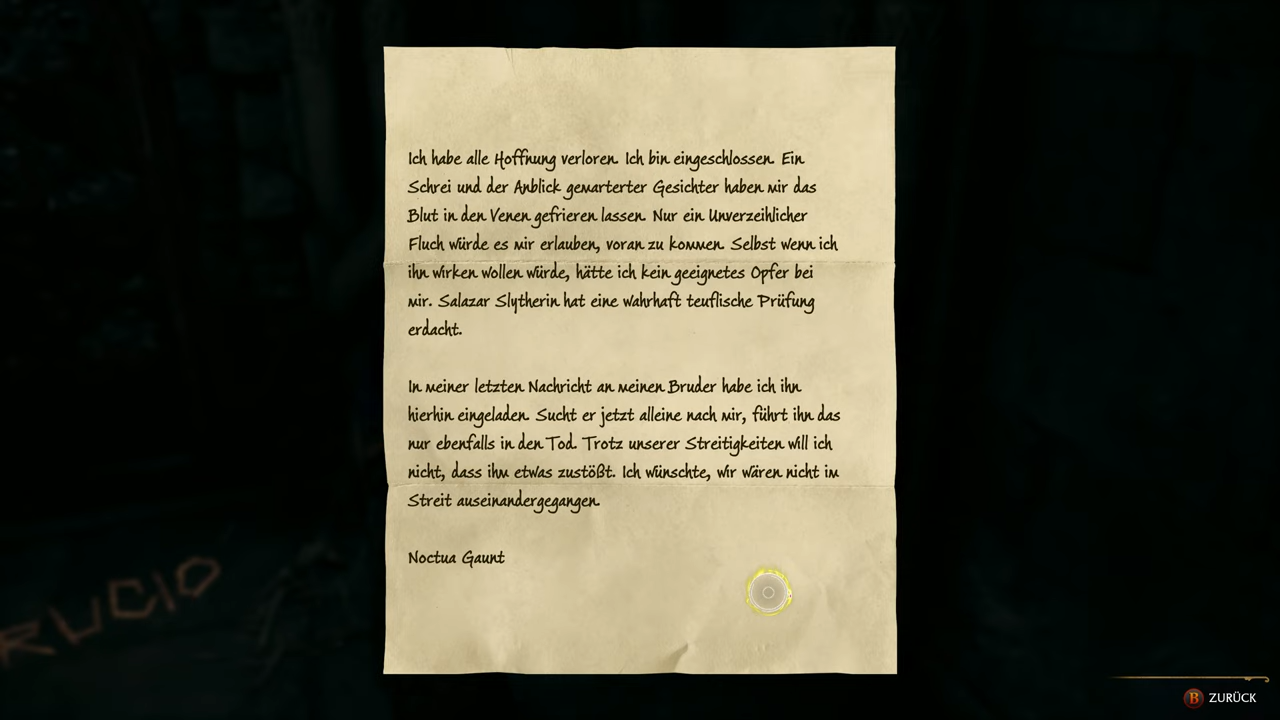 Ich habe alle Hoffnung verloren. Ich bin eingeschlossen. Ein
Schrei und der Anblick gemarterter Gesichter haben mir das
Blut in den Venen gefrieren lassen. Nur ein Unverzeihlicher
Fluch würde es mir erlauben, voran zu kommen. Selbst wenn ich
ihn wirken wollen würde, hätte ich kein geeignetes Opfer bei
mir. Salazar Slytherin hat eine wahrhaft teuflische Prüfung
erdacht.
In meiner letzten Nachricht an meinen Bruder habe ich ihn
hierhin eingeladen. Sucht er jetzt alleine nach mir, führt ihn das
nur ebenfalls in den Tod. Trotz unserer Streitigkeiten will ich
nicht, dass ihm etwas zustößt. Ich wünschte, wir wären nicht im
Streit auseinandergegangen.
Noctua Gaunt
RUCIO
B ZURÜCK